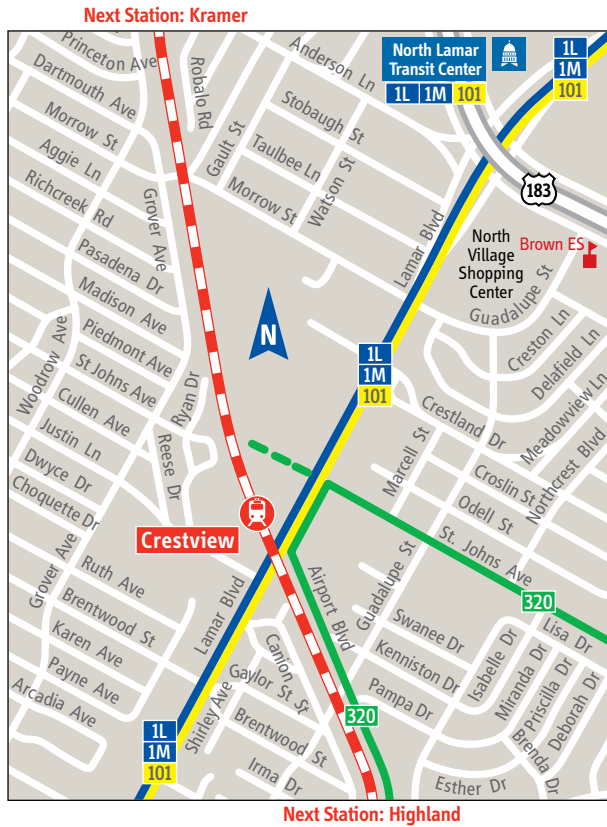 Next Station: Kramer
Princeton Ave
Dartmouth Ave
Morrow St
Aggie Ln
Richcreek Rd
Grover Ave
Robalo Rd
Gault St
Anderson Ln
Stobaugh St
Taulbee Ln
Watson St
Morrow St
North Lamar
Transit Center
1L 1M 101
1L
1M
101
183
Lamar Blvd
North
Village
Shopping
Center
Brown ES
Guadalupe St
Creston Ln
Delafield Ln
Meadowview Ln
Northcrest Blvd
Pasadena Dr
Madison Ave
Piedmont Ave
St Johns Ave
Cullen Ave
Justin Ln
Dwyce Dr
Choquette Dr
Woodrow Ave
Ryan Dr
Reese Dr
N
1L
1M
101
Crestland Dr
Marcell St
Croslin St
Odell St
St. Johns Ave
320
Crestview
Grover Ave
Ruth Ave
Brentwood St
Karen Ave
Payne Ave
Arcadia Ave
Lamar Blvd
Airport Blvd
Guadalupe St
Swanee Dr
Kenniston Dr
Pampa Dr
Isabelle Dr
Miranda Dr
Priscilla Dr
Deborah Dr
Lisa Dr
Brenda Dr
Esther Dr
Canion St
Gaylor St
Shirley Ave
Brentwood St
Irma Dr
320
1L
1M
101
Next Station: Highland